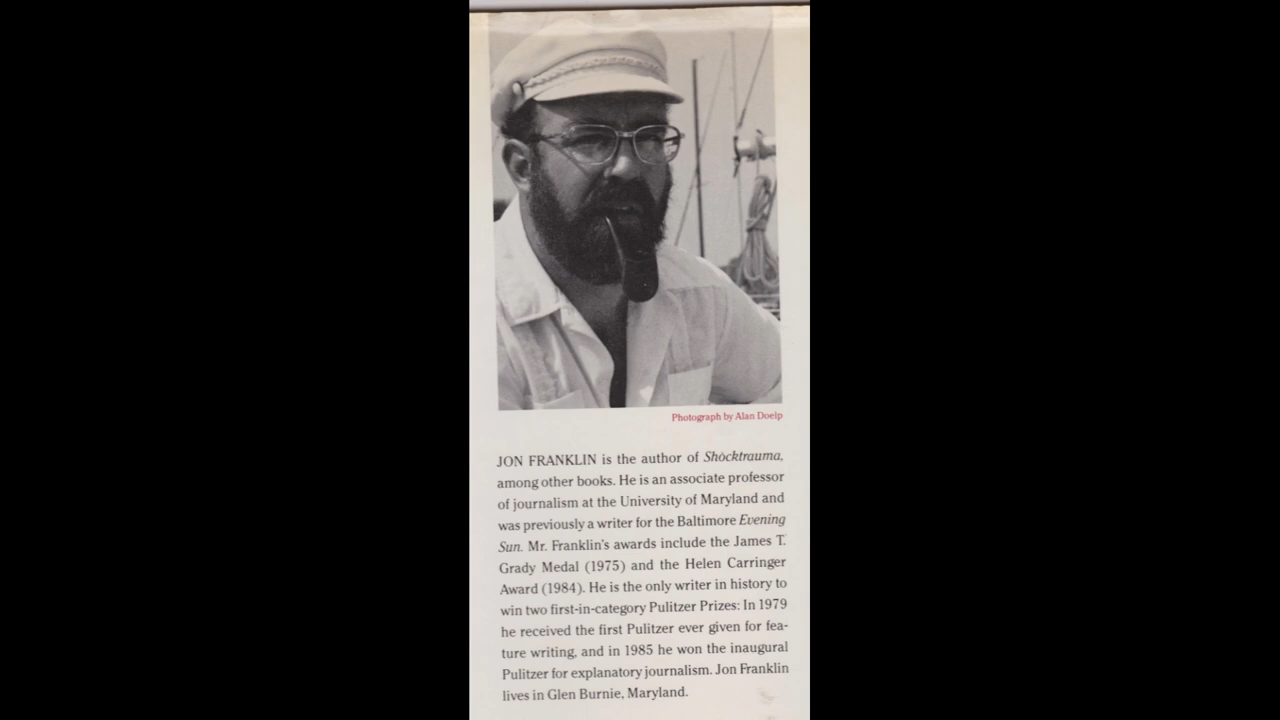 Photograph by Alan Doelp
JON FRANKLIN is the author of Shocktrauma,
among other books. He is an associate professor
of journalism at the University of Maryland and
was previously a writer for the Baltimore Evening
Sun. Mr. Franklin's awards include the James T.
Grady Medal (1975) and the Helen Carringer
Award (1984). He is the only writer in history to
win two first-in-category Pulitzer Prizes: In 1979
he received the first Pulitzer ever given for fea-
ture writing, and in 1985 he won the inaugural
Pulitzer for explanatory journalism. Jon Franklin
lives in Glen Burnie, Maryland.